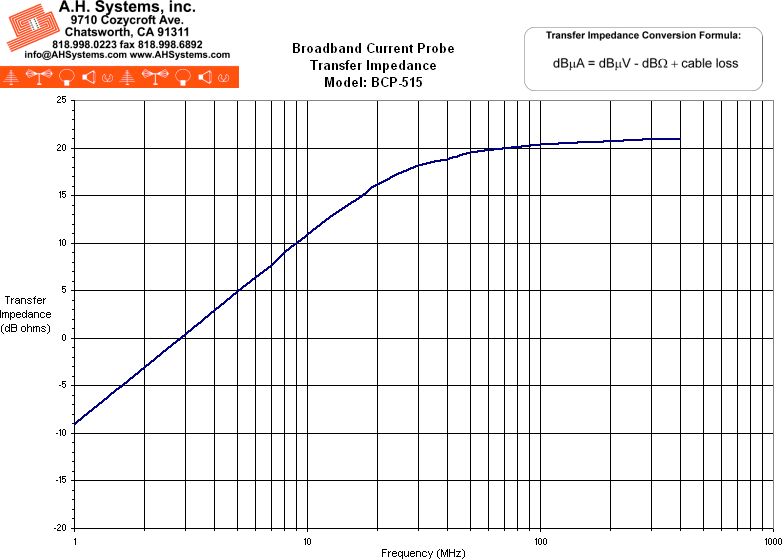 A.H. Systems, inc.
9710 Cozycroft Ave.
Chatsworth, CA 91311
818.998.0223 fax 818.998.6892
info@AHSystems.com www.AHSystems.com
Broadband Current Probe
Transfer Impedance
Model: BCP-515
Transfer Impedance Conversion Formula:
dBµA = dBµV - dBΩ + cable loss
25
20
15
10
5
0
-5
-10
-15
-20
Transfer
Impedance
(dB ohms)
1
10
100
1000
Frequency (MHz)